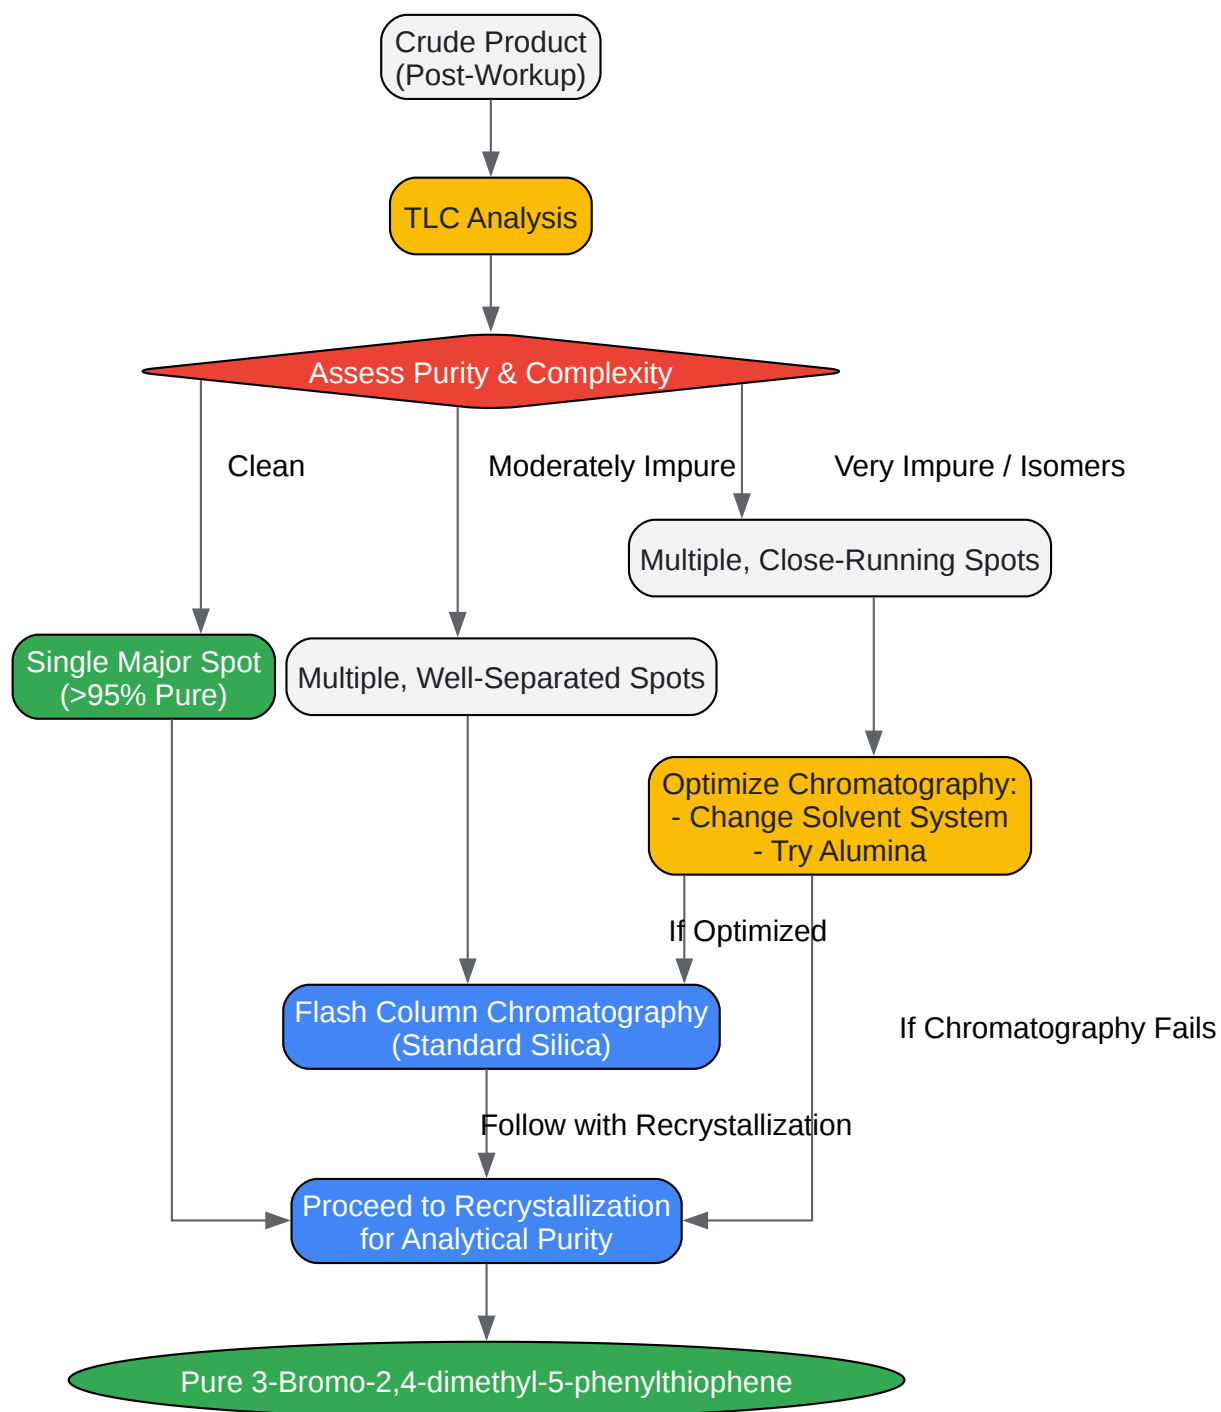 Crude Product
(Post-Workup)
TLC Analysis
Assess Purity & Complexity
Clean
Moderately Impure
Very Impure / Isomers
Multiple, Close-Running Spots
Single Major Spot
(>95% Pure)
Multiple, Well-Separated Spots
Optimize Chromatography:
- Change Solvent System
- Try Alumina
If Optimized
Flash Column Chromatography
(Standard Silica)
If Chromatography Fails
Follow with Recrystallization
Proceed to Recrystallization
for Analytical Purity
Pure 3-Bromo-2,4-dimethyl-5-phenylthiophene